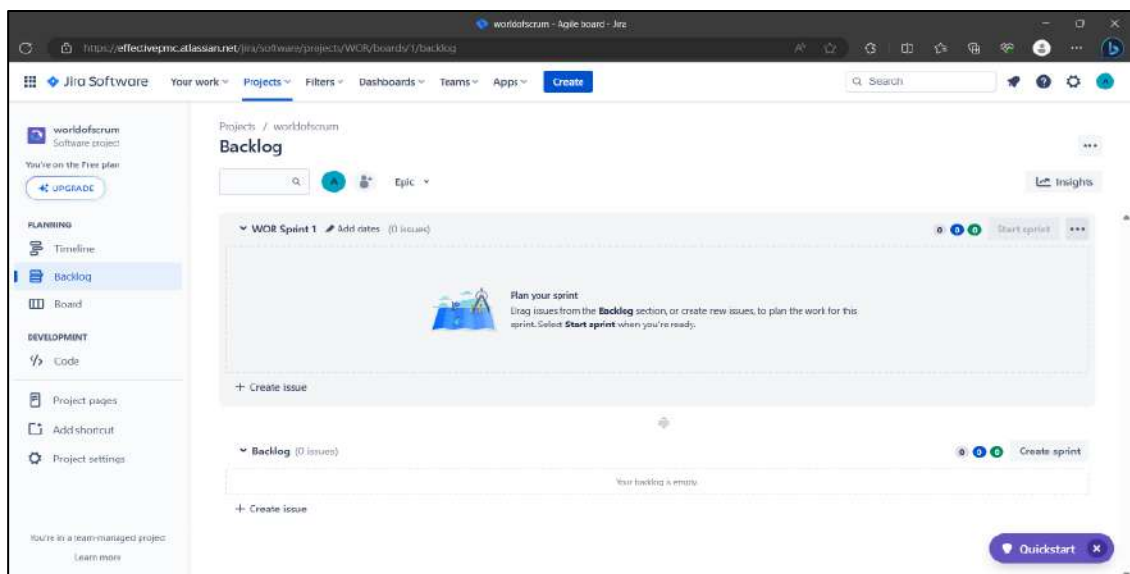 worldofscrum - Agile board - Jira
https://effectivepmc.atlassian.net/jira/software/projects/WOR/boards/1/backlog
Jira Software Your work Projects Filters Dashboards Teams Apps Create Search
worldofscrum
Software project
You're on the Free plan
UPGRADE
PLANNING
Timeline
Backlog
Board
DEVELOPMENT
Code
Project pages
Add shortcut
Project settings
You're in a team-managed project
Learn more
Projects / worldofscrum
Backlog
A Epic Insights
WOR Sprint 1 Add dates (0 issues) 0 0 0 Start sprint
Plan your sprint
Drag issues from the Backlog section, or create new issues, to plan the work for this
sprint. Select Start sprint when you're ready.
+ Create issue
Backlog (0 issues) 0 0 0 Create sprint
Your backlog is empty.
+ Create issue
Quickstart